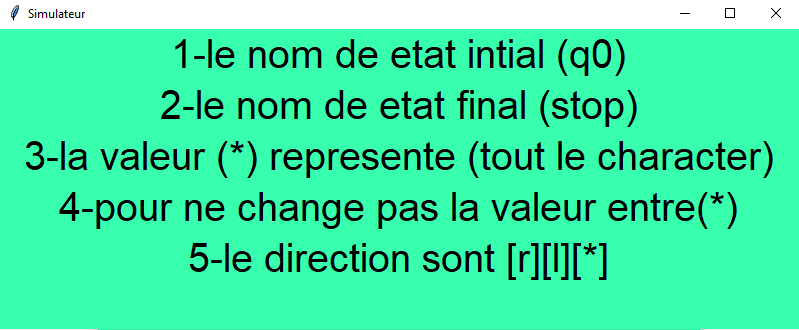 Simulateur
1-le nom de etat intial (q0)
2-le nom de etat final (stop)
3-la valeur (*) represente (tout le character)
4-pour ne change pas la valeur entre(*)
5-le direction sont [r][l][*]